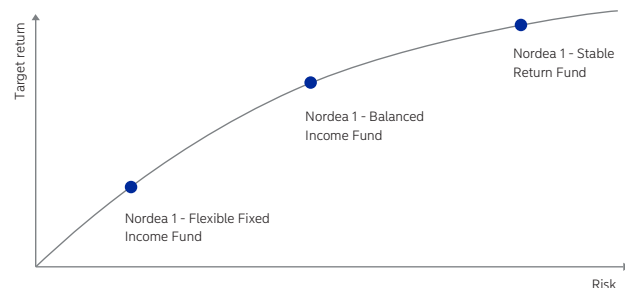 Target return
Nordea 1 - Stable
Return Fund
Nordea 1 - Balanced
Income Fund
Nordea 1 - Flexible Fixed
Income Fund
Risk